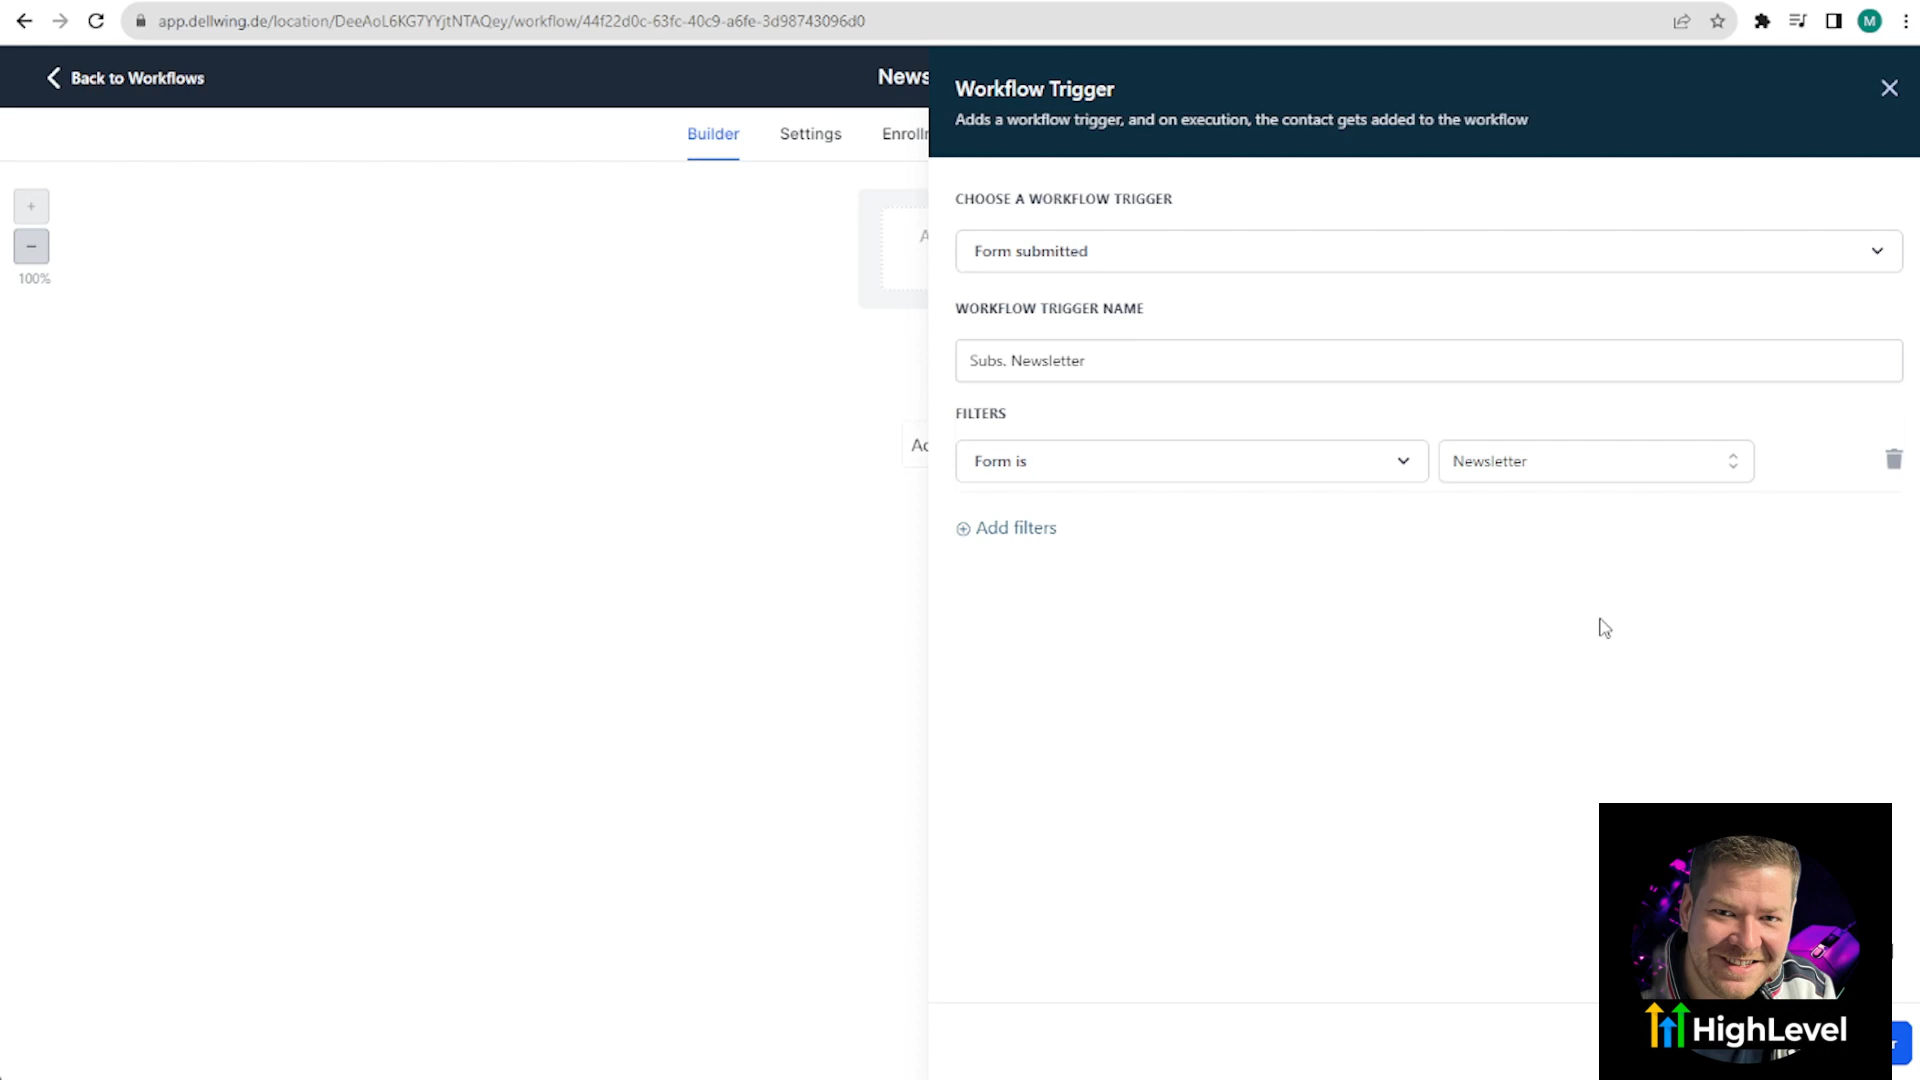 app.dellwing.de/location/DeeAoL6KG7YYjtNTAQey/workflow/44f22d0c-63fc-40c9-a6fe-3d98743096d0
M
Back to Workflows
News
Workflow Trigger
Adds a workflow trigger, and on execution, the contact gets added to the workflow
Builder
Settings
Enrollm
CHOOSE A WORKFLOW TRIGGER
Form submitted
100%
WORKFLOW TRIGGER NAME
Subs. Newsletter
FILTERS
Form is
Newsletter
Add filters
HighLevel